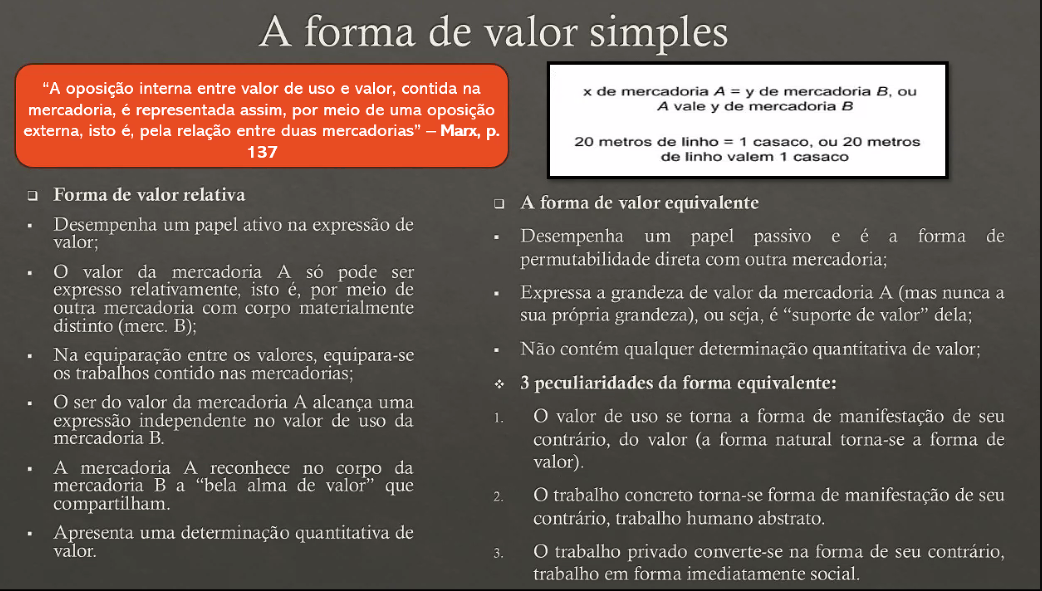 A forma de valor simples
“A oposição interna entre valor de uso e valor, contida na
mercadoria, é representada assim, por meio de uma oposição
externa, isto é, pela relação entre duas mercadorias” – Marx, p.
137
x de mercadoria A = y de mercadoria B, ou
A vale y de mercadoria B
20 metros de linho = 1 casaco, ou 20 metros
de linho valem 1 casaco
❑ Forma de valor relativa
▪ Desempenha um papel ativo na expressão de
valor;
▪ O valor da mercadoria A só pode ser
expresso relativamente, isto é, por meio de
outra mercadoria com corpo materialmente
distinto (merc. B);
▪ Na equiparação entre os valores, equipara-se
os trabalhos contido nas mercadorias;
▪ O ser do valor da mercadoria A alcança uma
expressão independente no valor de uso da
mercadoria B.
▪ A mercadoria A reconhece no corpo da
mercadoria B a “bela alma de valor” que
compartilham.
▪ Apresenta uma determinação quantitativa de
valor.
❑ A forma de valor equivalente
▪ Desempenha um papel passivo e é a forma de
permutabilidade direta com outra mercadoria;
▪ Expressa a grandeza de valor da mercadoria A (mas nunca a
sua própria grandeza), ou seja, é “suporte de valor” dela;
▪ Não contém qualquer determinação quantitativa de valor;
❖ 3 peculiaridades da forma equivalente:
1. O valor de uso se torna a forma de manifestação de seu
contrário, do valor (a forma natural torna-se a forma de
valor).
2. O trabalho concreto torna-se forma de manifestação de seu
contrário, trabalho humano abstrato.
3. O trabalho privado converte-se na forma de seu contrário,
trabalho em forma imediatamente social.